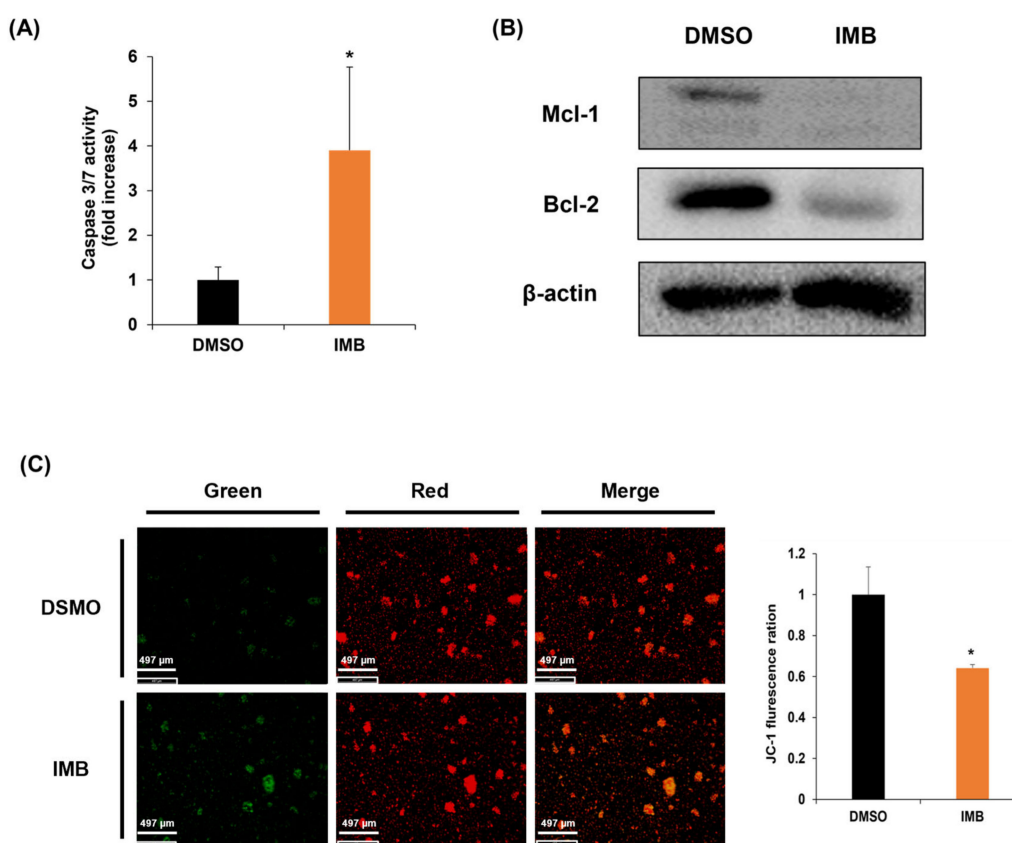 (A)
Caspase 3/7 activity
(fold increase)
6
5
4
3
2
1
0
*
DMSO
IMB
(B)
DMSO
IMB
Mcl-1
Bcl-2
β-actin
(C)
Green
Red
Merge
DSMO
497 µm
497 µm
497 µm
IMB
497 µm
497 µm
497 µm
JC-1 flurescence ration
1.2
1
0.8
0.6
0.4
0.2
0
*
DMSO
IMB